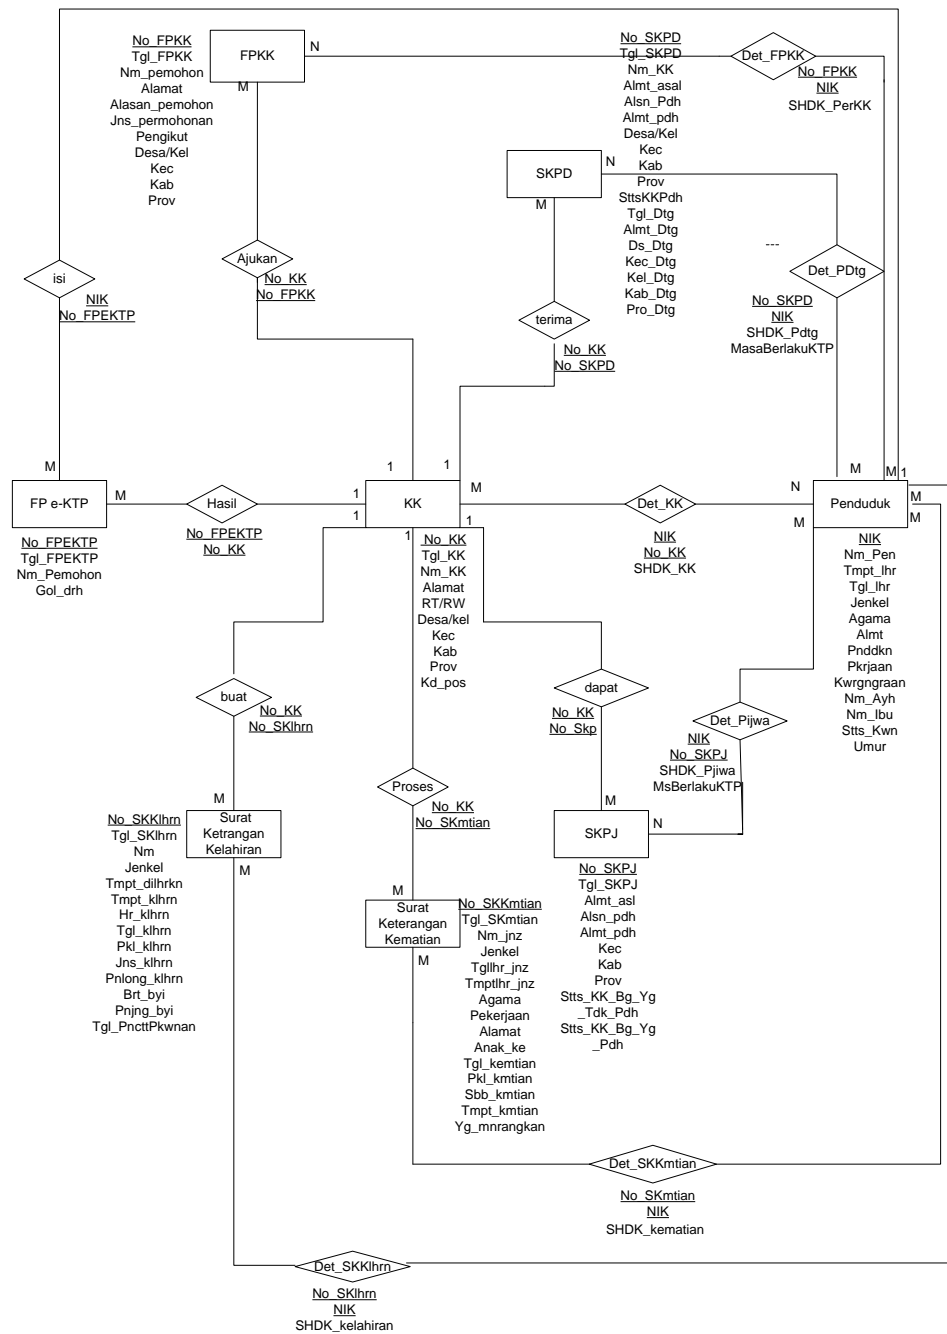 No_FPKK
Tgl_FPKK
Nm_pemohon
Alamat
Alasan_pemohon
Jns_permohonan
Pengikut
Desa/Kel
Kec
Kab
Prov
FPKK
N
M
No_SKPD
Tgl_SKPD
Nm_KK
Almt_asal
Alsn_Pdh
Almt_pdh
Desa/Kel
Kec
Kab
Prov
SttsKKPdh
Tgl_Dtg
Almt_Dtg
Ds_Dtg
Kec_Dtg
Kel_Dtg
Kab_Dtg
Pro_Dtg
Det_FPKK
No_FPKK
NIK
SHDK_PerKK
SKPD
N
M
---
Det_PDtg
No_SKPD
NIK
SHDK_Pdtg
MasaBerlakuKTP
isi
NIK
No_FPEKTP
Ajukan
No_KK
No_FPKK
terima
No_KK
No_SKPD
M
1
1
M
M
1
FP e-KTP
M
Hasil
1
KK
M
Det_KK
N
Penduduk
M
No_FPEKTP
No_KK
1
1
1
M
M
No_FPEKTP
Tgl_FPEKTP
Nm_Pemohon
Gol_drh
No_KK
Tgl_KK
Nm_KK
Alamat
RT/RW
Desa/kel
Kec
Kab
Prov
Kd_pos
NIK
No_KK
SHDK_KK
NIK
Nm_Pen
Tmpt_lhr
Tgl_lhr
Jenkel
Agama
Almt
Pnddkn
Pkrjaan
Kwrgngraan
Nm_Ayh
Nm_Ibu
Stts_Kwn
Umur
buat
No_KK
No_SKlhrn
dapat
No_KK
No_Skp
Det_Pijwa
NIK
No_SKPJ
SHDK_Pjiwa
MsBerlakuKTP
Proses
No_KK
No_SKmtian
M
Surat
Ketrangan
Kelahiran
M
No_SKKlhrn
Tgl_SKlhrn
Nm
Jenkel
Tmpt_dilhrkn
Tmpt_klhrn
Hr_klhrn
Tgl_klhrn
Pkl_klhrn
Jns_klhrn
Pnlong_klhrn
Brt_byi
Pnjng_byi
Tgl_PncttPkwnan
M
SKPJ
N
No_SKPJ
Tgl_SKPJ
Almt_asl
Alsn_pdh
Almt_pdh
Kec
Kab
Prov
Stts_KK_Bg_Yg
_Tdk_Pdh
Stts_KK_Bg_Yg
_Pdh
M
Surat
Keterangan
Kematian
M
No_SKKmtian
Tgl_SKmtian
Nm_jnz
Jenkel
Tgllhr_jnz
Tmptlhr_jnz
Agama
Pekerjaan
Alamat
Anak_ke
Tgl_kemtian
Pkl_kmtian
Sbb_kmtian
Tmpt_kmtian
Yg_mnrangkan
Det_SKKmtian
No_SKmtian
NIK
SHDK_kematian
Det_SKKlhrn
No_SKlhrn
NIK
SHDK_kelahiran